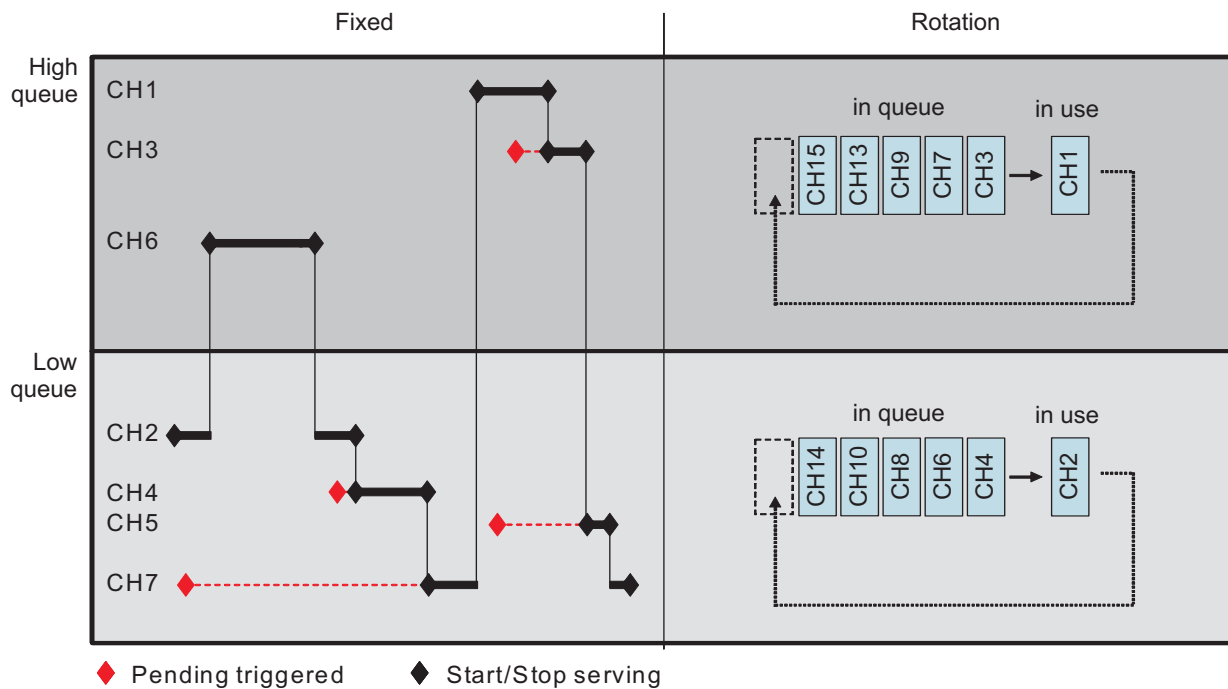 Fixed
Rotation
High
queue
CH1
CH3
CH6
in queue
in use
CH15
CH13
CH9
CH7
CH3
CH1
Low
queue
CH2
CH4
CH5
CH7
in queue
in use
CH14
CH10
CH8
CH6
CH4
CH2
Pending triggered
Start/Stop serving